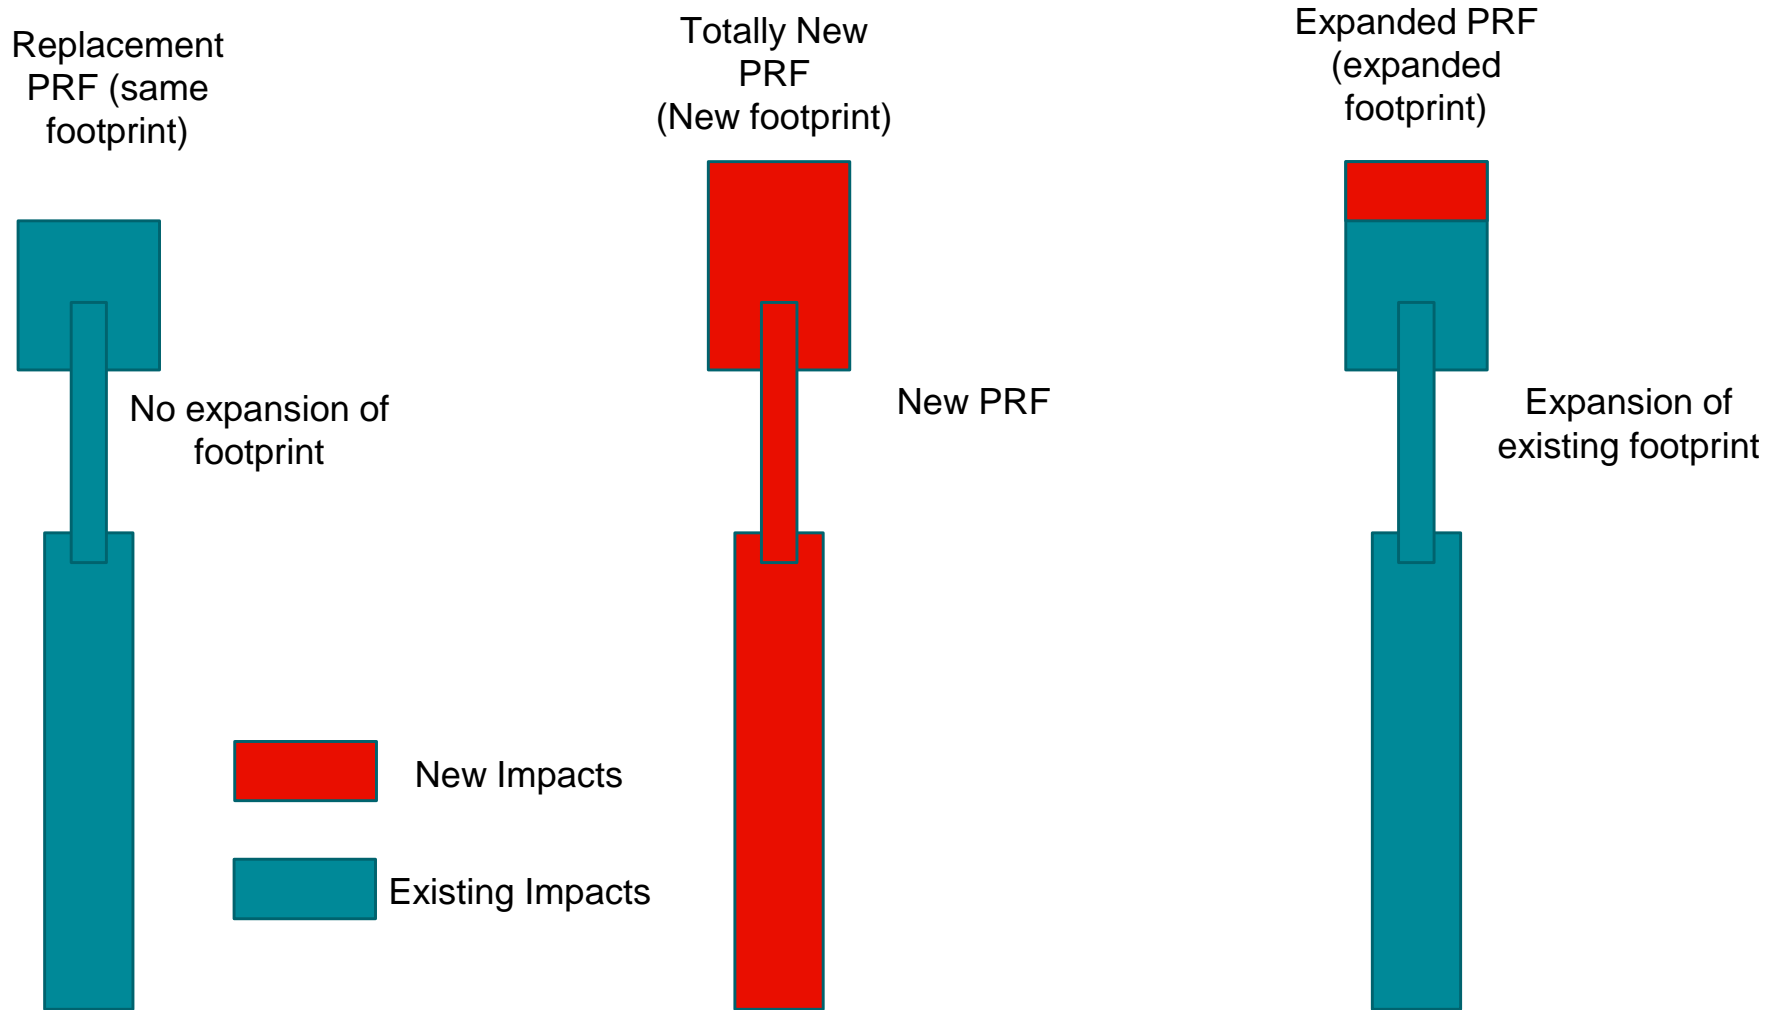 Replacement
PRF (same
footprint)
Totally New
PRF
(New footprint)
Expanded PRF
(expanded
footprint)
No expansion of
footprint
New PRF
Expansion of
existing footprint
New Impacts
Existing Impacts